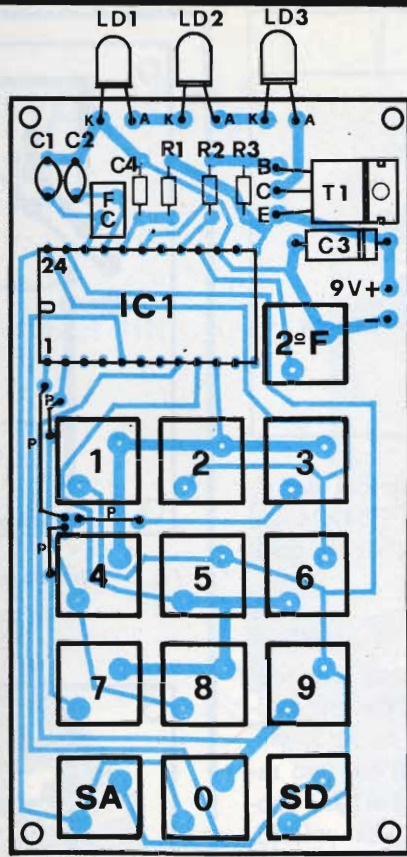 LD1 LD2 LD3
K A K A K A
C1 C2 C4 R1 R2 R3 B
F C C T1
E
C3
24
9V+
IC1
-
1
2ºF
P
P
1 2 3
P
P
4 5 6
7 8 9
SA 0 SD